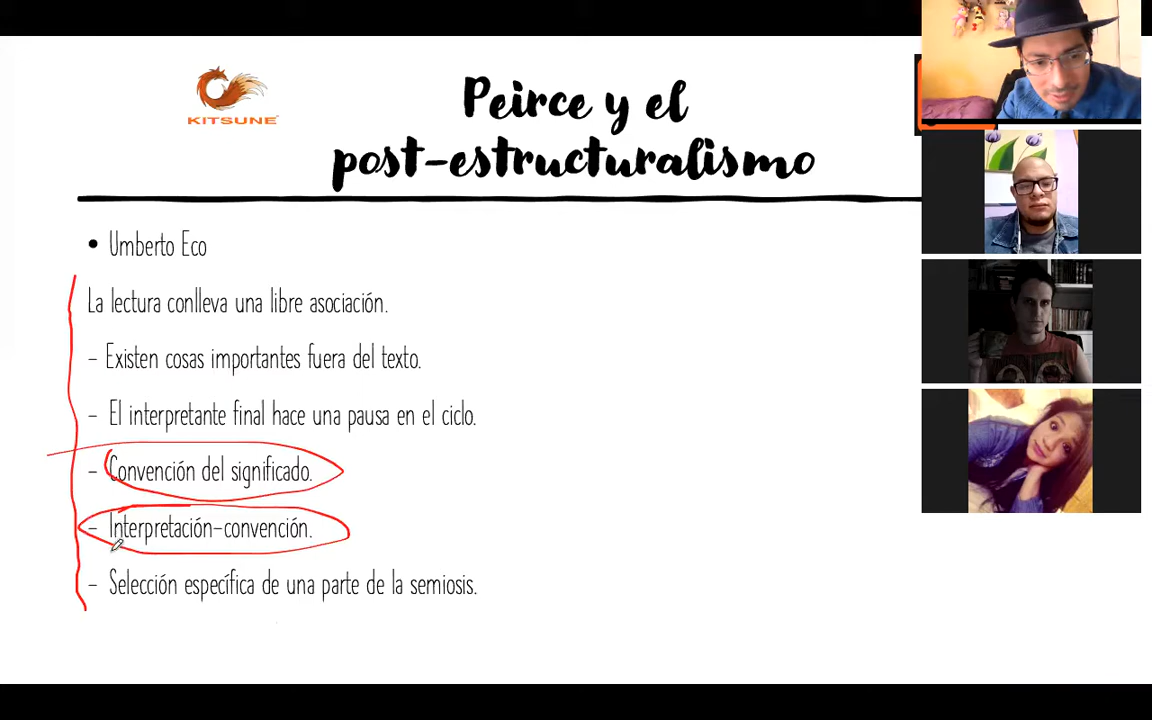 KITSUNE
Peirce y el
post-estructuralismo
• Umberto Eco
La lectura conlleva una libre asociación.
- Existen cosas importantes fuera del texto.
- El interpretante final hace una pausa en el ciclo.
- Convención del significado.
- Interpretación-convención.
- Selección específica de una parte de la semiosis.